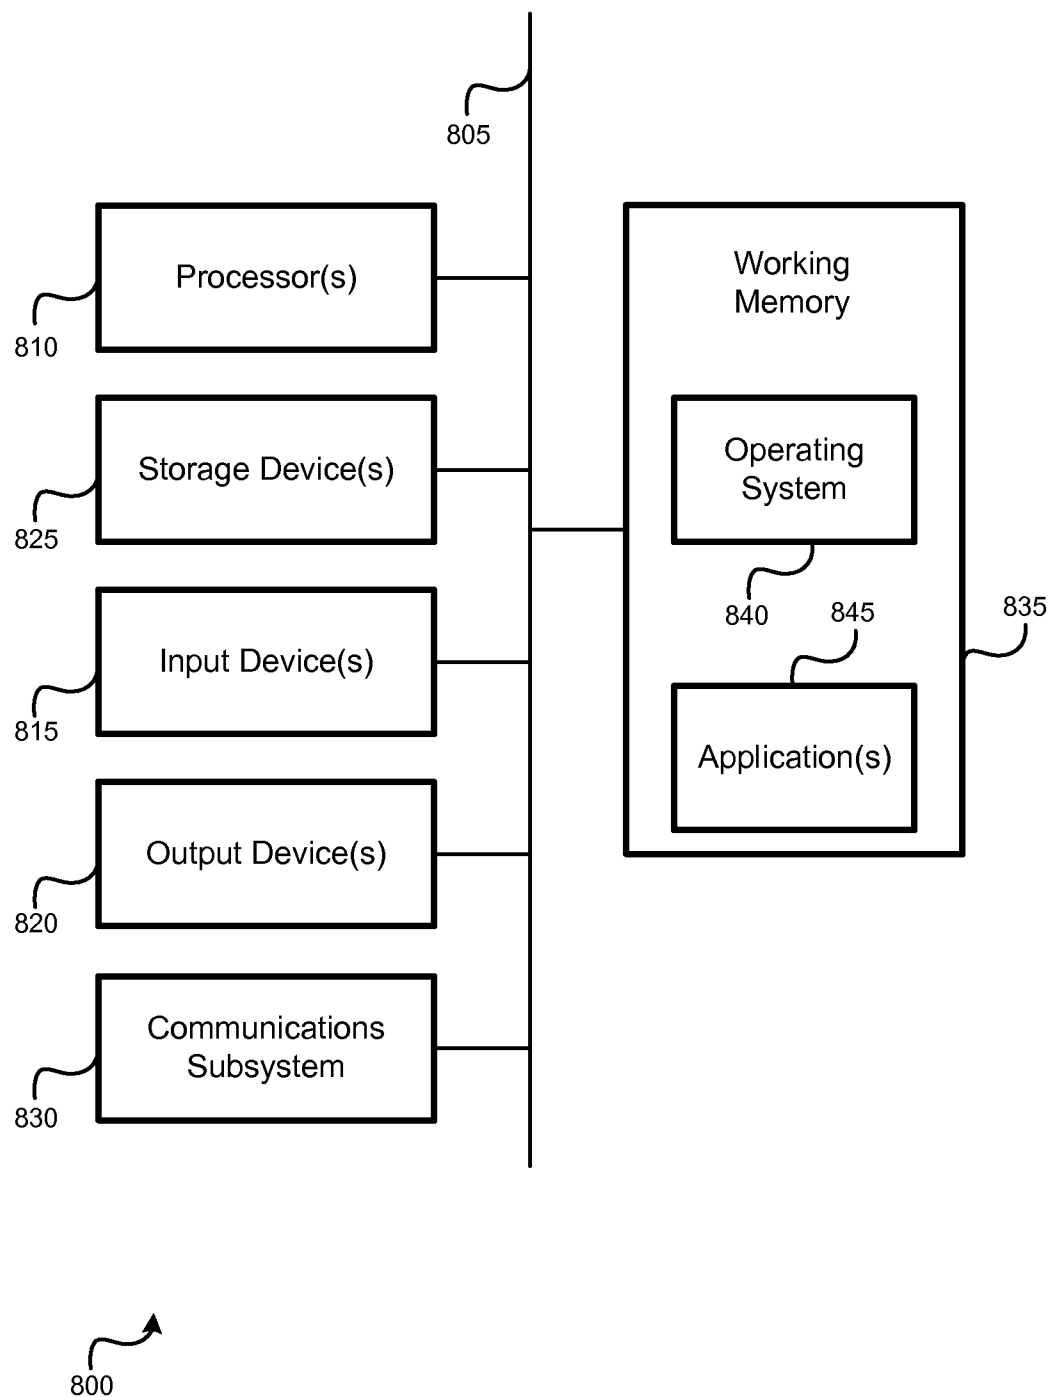 805
Processor(s)
810
Storage Device(s)
825
Input Device(s)
815
Output Device(s)
820
Communications
Subsystem
830
Working
Memory
Operating
System
840
845
835
Application(s)
800